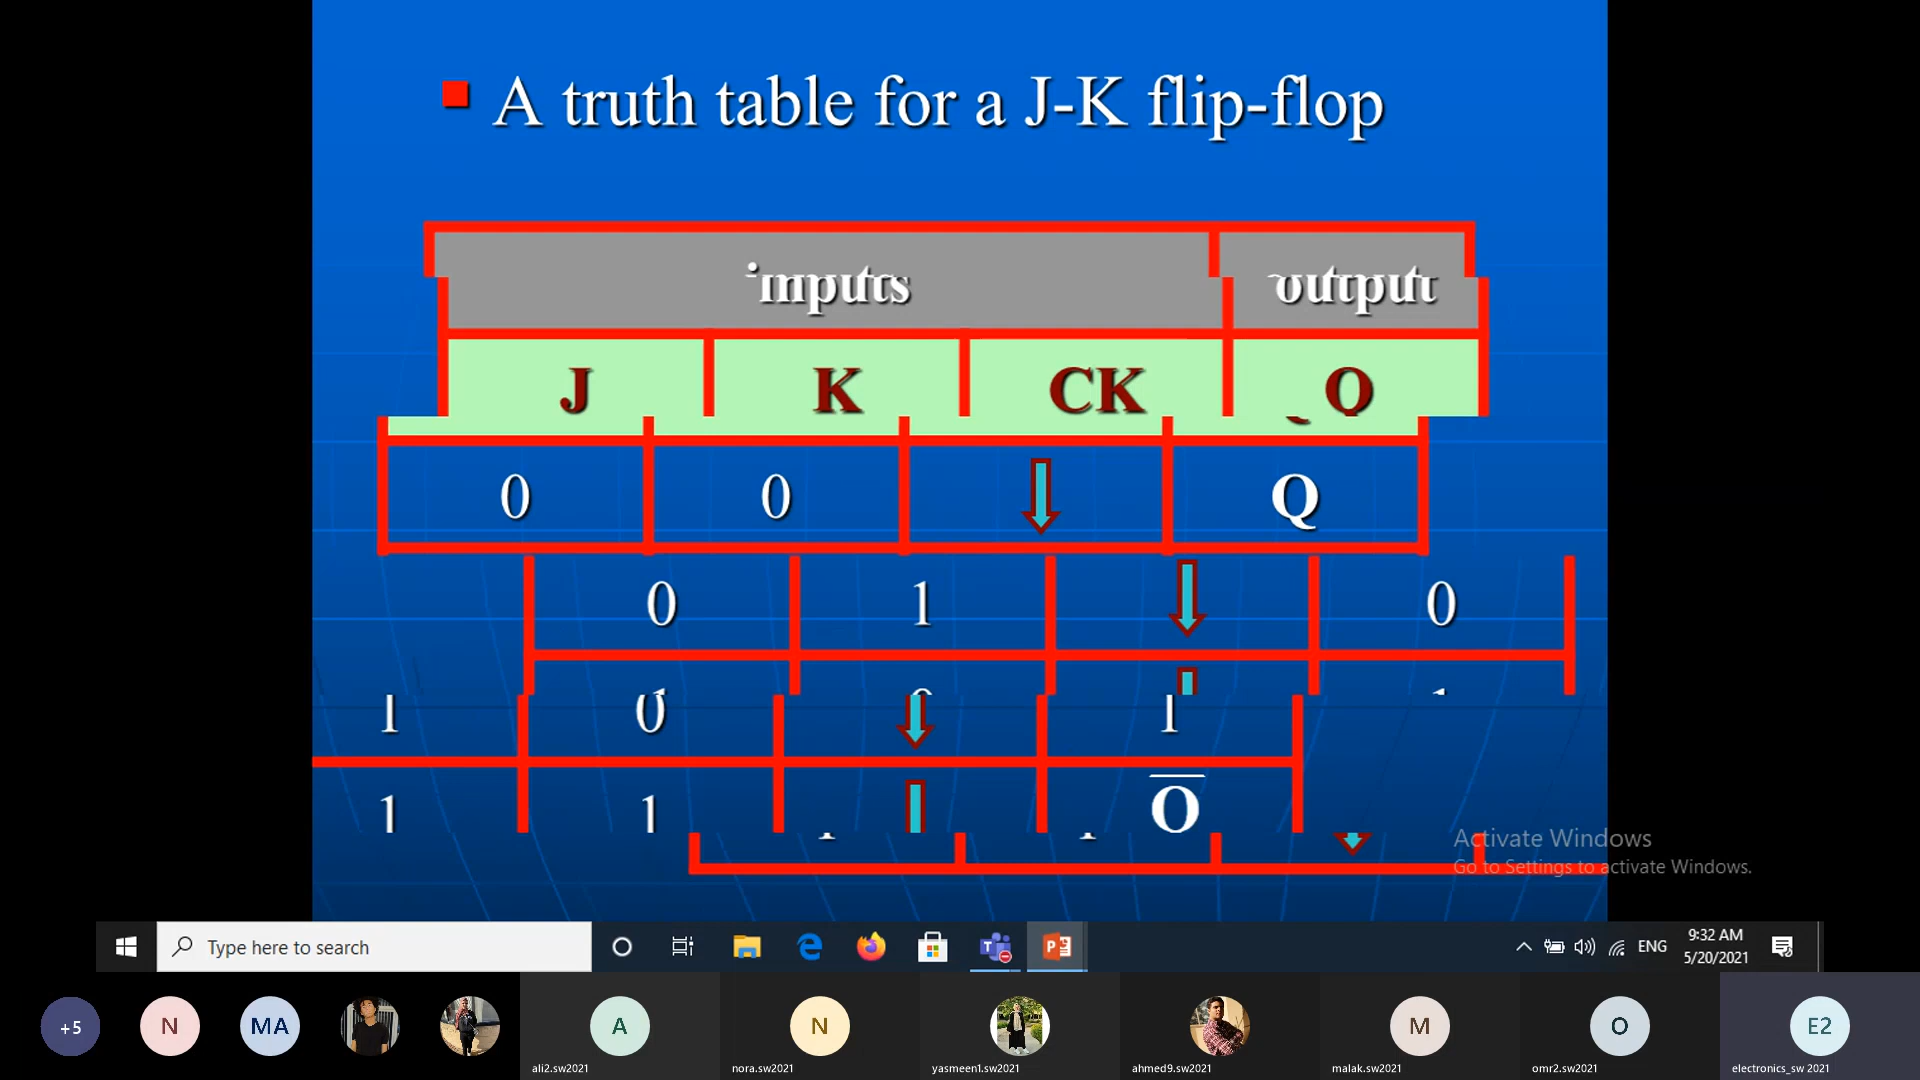 A truth table for a J-K flip-flop
inputs output
J K CK Q
0 0 Q
0 1 0
1 0 1
1 1 Q
Activate Windows
Go to Settings to activate Windows.
Type here to search
ENG
9:32 AM
5/20/2021
+5 N MA A N M O E2
ali2.sw2021 nora.sw2021 yasmeen1.sw2021 ahmed9.sw2021 malak.sw2021 omr2.sw2021 electronics_sw 2021